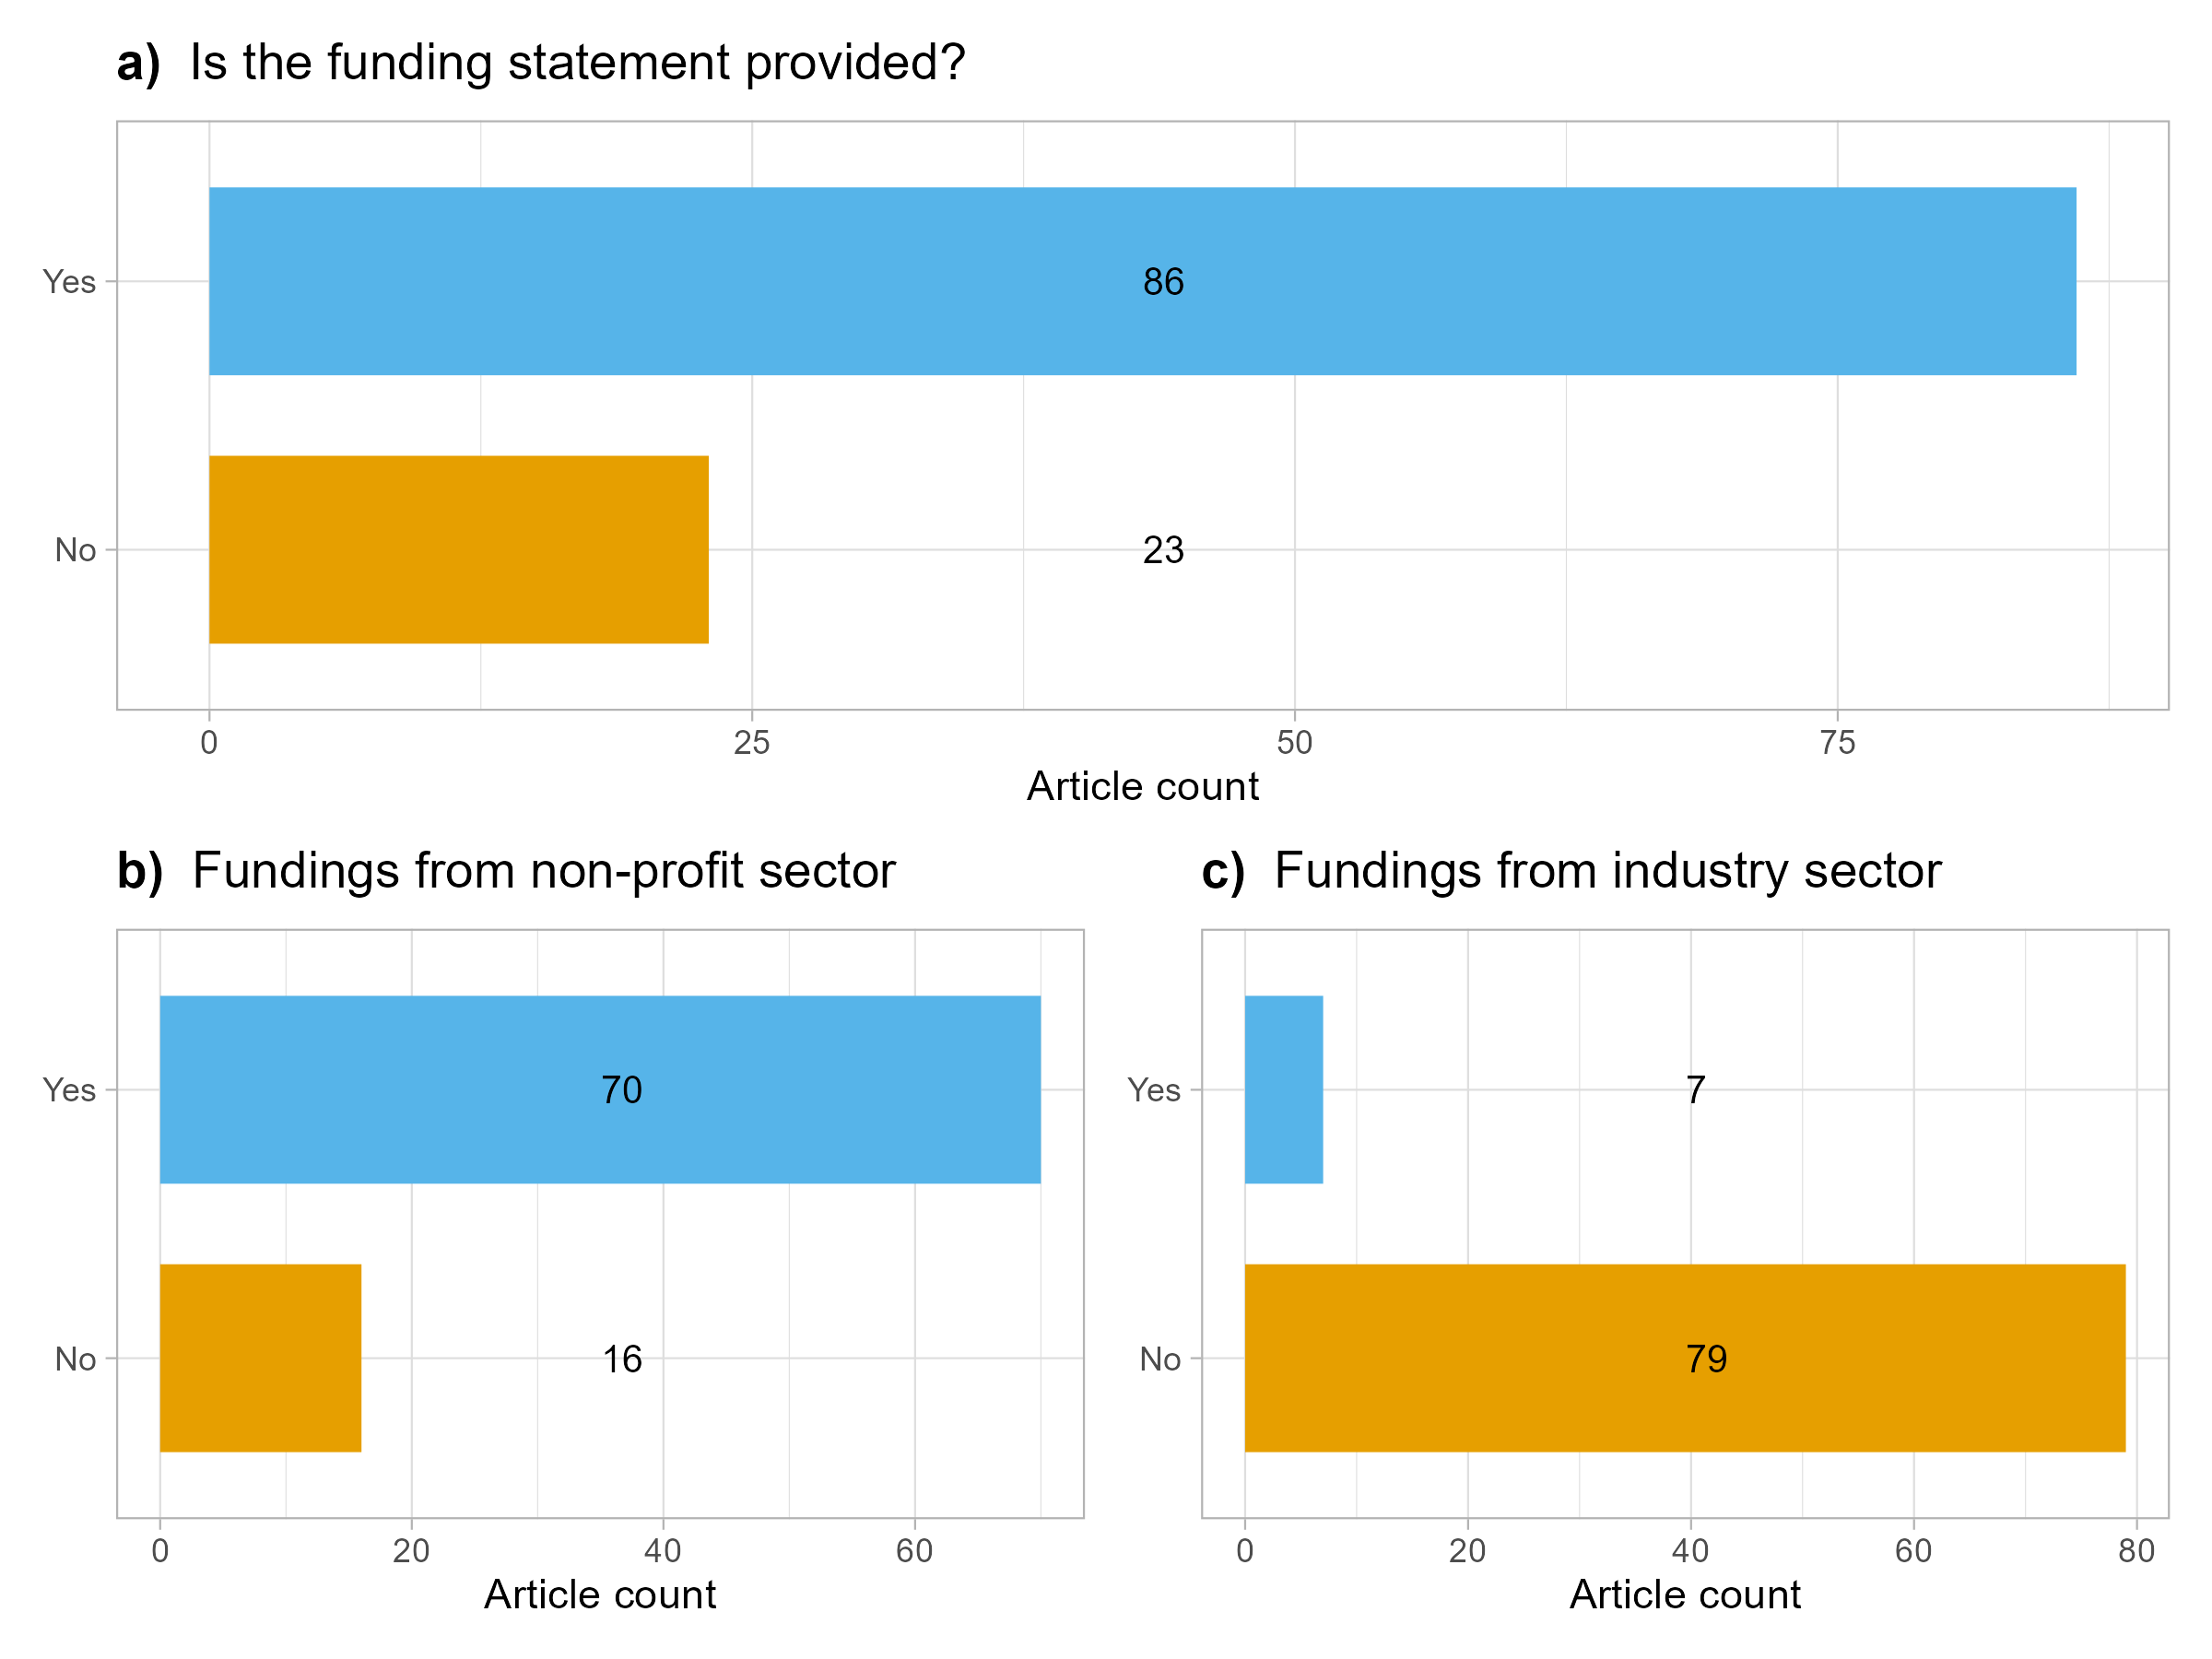 a) Is the funding statement provided?
Yes
86
No
23
0 25 50 75
Article count
b) Fundings from non-profit sector
Yes
70
No
16
0 20 40 60
Article count
c) Fundings from industry sector
Yes
7
No
79
0 20 40 60 80
Article count